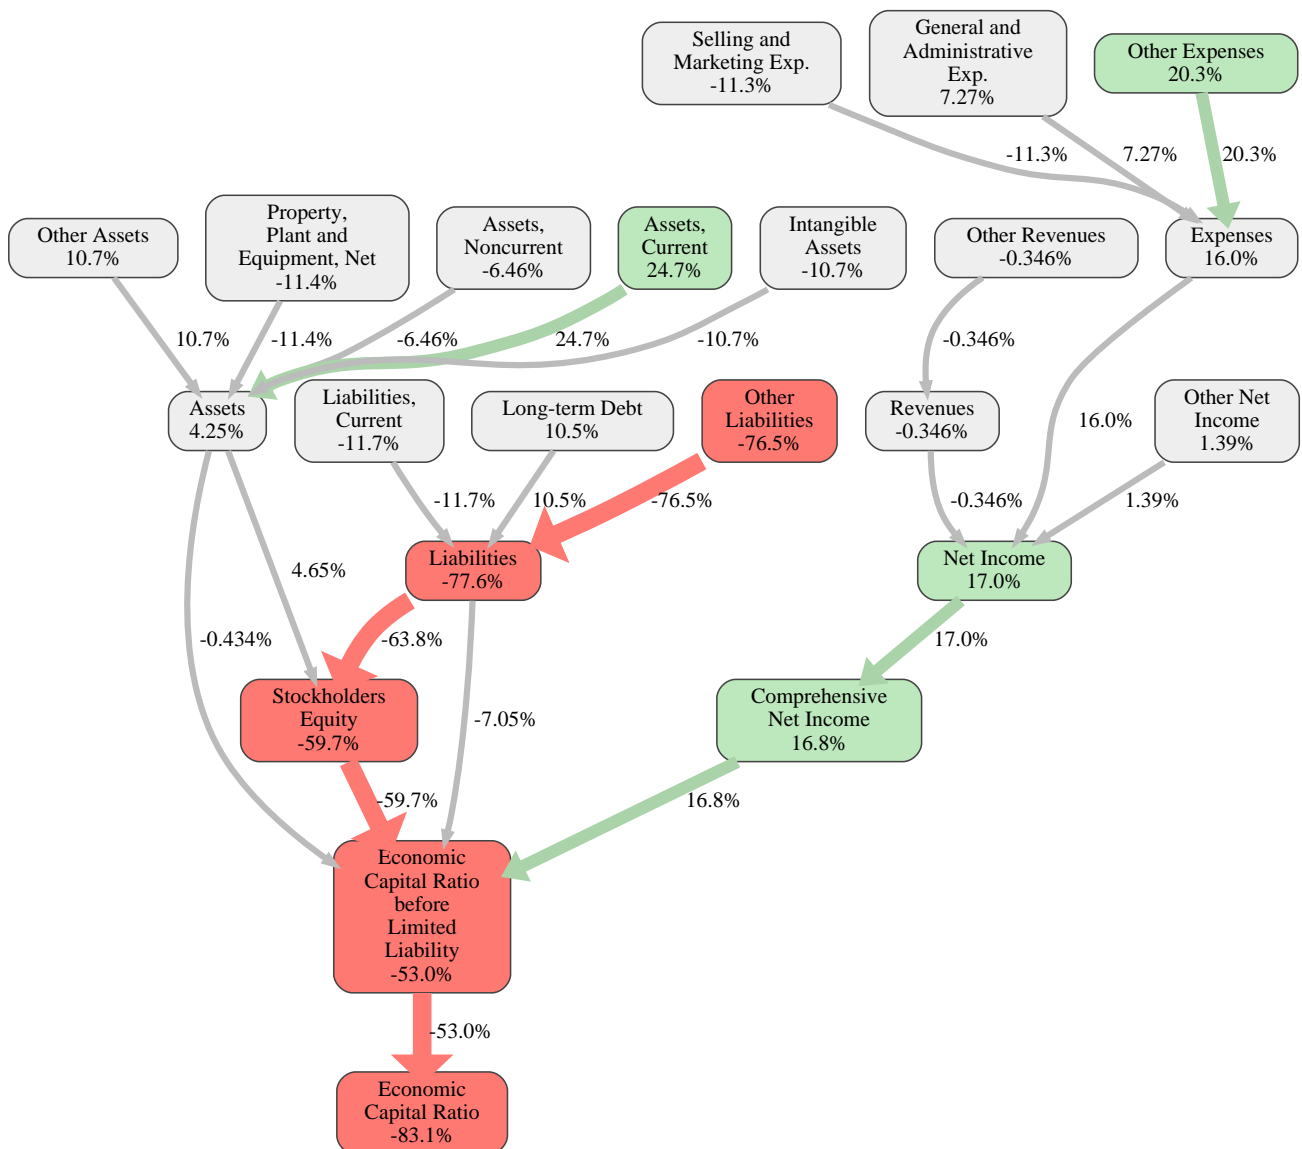 Selling and
Marketing Exp.
-11.3%
General and
Administrative
Exp.
7.27%
Other Expenses
20.3%
-11.3%
7.27%
20.3%
Other Assets
10.7%
Property,
Plant and
Equipment, Net
-11.4%
Assets,
Noncurrent
-6.46%
Assets,
Current
24.7%
Intangible
Assets
-10.7%
Other Revenues
-0.346%
Expenses
16.0%
10.7%
-11.4%
-6.46%
24.7%
-10.7%
-0.346%
Assets
4.25%
Liabilities,
Current
-11.7%
Long-term Debt
10.5%
Other
Liabilities
-76.5%
Revenues
-0.346%
16.0%
Other Net
Income
1.39%
-11.7%
10.5%
-76.5%
-0.346%
1.39%
Liabilities
-77.6%
Net Income
17.0%
4.65%
-0.434%
-63.8%
17.0%
Stockholders
Equity
-59.7%
-7.05%
Comprehensive
Net Income
16.8%
-59.7%
16.8%
Economic
Capital Ratio
before
Limited
Liability
-53.0%
-53.0%
Economic
Capital Ratio
-83.1%